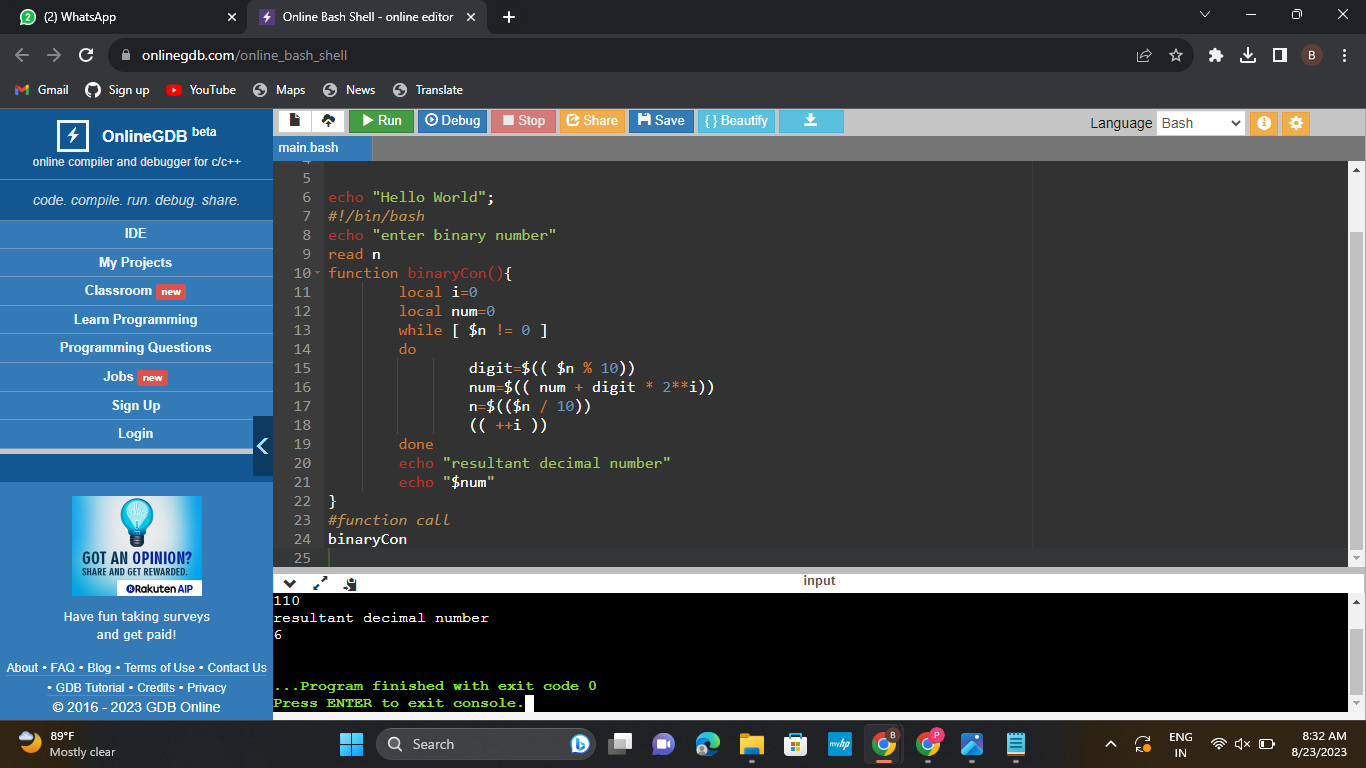 (2) WhatsApp
Online Bash Shell - online editor
onlinegdb.com/online_bash_shell
B
Gmail
Sign up
YouTube
Maps
News
Translate
OnlineGDB beta
online compiler and debugger for c/c++
code. compile. run. debug. share.
IDE
My Projects
Classroom new
Learn Programming
Programming Questions
Jobs new
Sign Up
Login
GOT AN OPINION?
SHARE AND GET REWARDED.
Rakuten AIP
Have fun taking surveys
and get paid!
About • FAQ • Blog • Terms of Use • Contact Us
• GDB Tutorial • Credits • Privacy
© 2016 - 2023 GDB Online
Run
Debug
Stop
Share
Save
{ } Beautify
Language Bash
main.bash
5
6 echo "Hello World";
7 #!/bin/bash
8 echo "enter binary number"
9 read n
10 function binaryCon(){
11 local i=0
12 local num=0
13 while [ $n != 0 ]
14 do
15 digit=$(( $n % 10))
16 num=$(( num + digit * 2**i))
17 n=$(($n / 10))
18 (( ++i ))
19 done
20 echo "resultant decimal number"
21 echo "$num"
22 }
23 #function call
24 binaryCon
25
input
110
resultant decimal number
6
...Program finished with exit code 0
Press ENTER to exit console.
89°F
Mostly clear
Search
myhp
B
P
ENG
IN
8:32 AM
8/23/2023